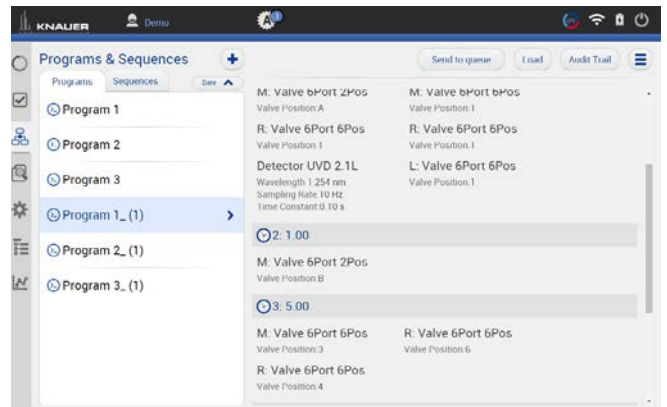 KNAUER
Demo
Programs & Sequences
Send to queue
Load
Audit Trail
Programs
Sequences
Date
Program 1
Program 2
Program 3
Program 1_ (1)
Program 2_ (1)
Program 3_ (1)
M: Valve 6Port 2Pos
M: Valve 6Port 6Pos
Valve Position:A
Valve Position:1
R: Valve 6Port 6Pos
R: Valve 6Port 6Pos
Valve Position:1
Valve Position:1
Detector UVD 2.1L
L: Valve 6Port 6Pos
Wavelength 1:254 nm
Valve Position:1
Sampling Rate:10 Hz
Time Constant:0.10 s
2: 1.00
M: Valve 6Port 2Pos
Valve Position:B
3: 5.00
M: Valve 6Port 6Pos
R: Valve 6Port 6Pos
Valve Position:3
Valve Position:6
R: Valve 6Port 6Pos
Valve Position:4